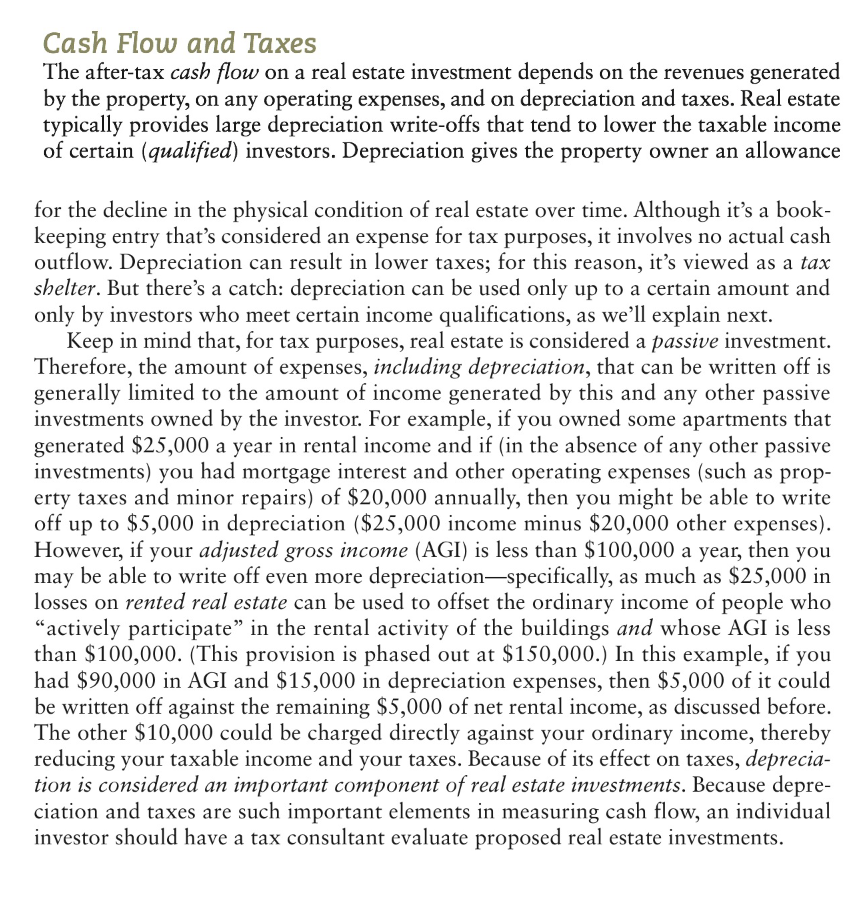 Cash Flow and Taxes
The after-tax cash flow on a real estate investment depends on the revenues generated
by the property, on any operating expenses, and on depreciation and taxes. Real estate
typically provides large depreciation write-offs that tend to lower the taxable income
of certain (qualified) investors. Depreciation gives the property owner an allowance
for the decline in the physical condition of real estate over time. Although it's a book-
keeping entry that's considered an expense for tax purposes, it involves no actual cash
outflow. Depreciation can result in lower taxes; for this reason, it's viewed as a tax
shelter. But there's a catch: depreciation can be used only up to a certain amount and
only by investors who meet certain income qualifications, as we'll explain next.
Keep in mind that, for tax purposes, real estate is considered a passive investment.
Therefore, the amount of expenses, including depreciation, that can be written off is
generally limited to the amount of income generated by this and any other passive
investments owned by the investor. For example, if you owned some apartments that
generated $25,000 a year in rental income and if (in the absence of any other passive
investments) you had mortgage interest and other operating expenses (such as prop-
erty taxes and minor repairs) of $20,000 annually, then you might be able to write
off up to $5,000 in depreciation ($25,000 income minus $20,000 other expenses).
However, if your adjusted gross income (AGI) is less than $100,000 a year, then you
may be able to write off even more depreciation—specifically, as much as $25,000 in
losses on rented real estate can be used to offset the ordinary income of people who
"actively participate" in the rental activity of the buildings and whose AGI is less
than $100,000. (This provision is phased out at $150,000.) In this example, if you
had $90,000 in AGI and $15,000 in depreciation expenses, then $5,000 of it could
be written off against the remaining $5,000 of net rental income, as discussed before.
The other $10,000 could be charged directly against your ordinary income, thereby
reducing your taxable income and your taxes. Because of its effect on taxes, deprecia-
tion is considered an important component of real estate investments. Because depre-
ciation and taxes are such important elements in measuring cash flow, an individual
investor should have a tax consultant evaluate proposed real estate investments.